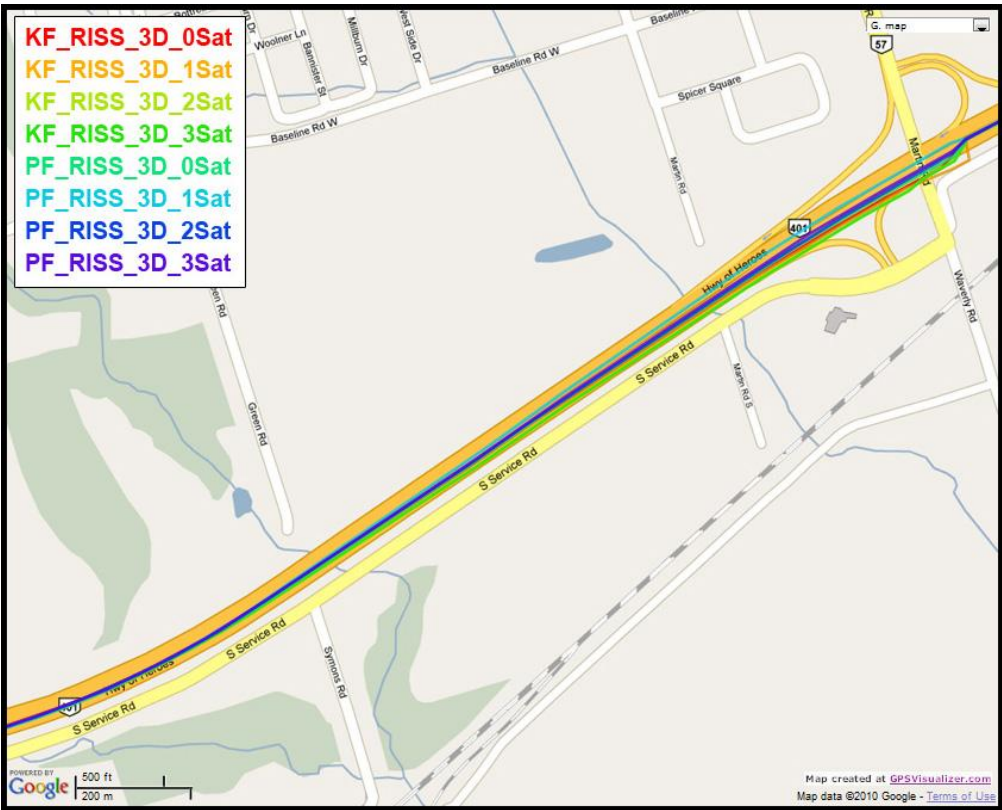 KF_RISS_3D_0Sat
KF_RISS_3D_1Sat
KF_RISS_3D_2Sat
KF_RISS_3D_3Sat
PF_RISS_3D_0Sat
PF_RISS_3D_1Sat
PF_RISS_3D_2Sat
PF_RISS_3D_3Sat
Woolner Ln
Bannister St
Millburn Dr
West Side Dr
Baseline
Baseline Rd W
Baseline Rd W
Spicer Square
G. map
57
Martin Rd
Martin Rd
401
Hwy of Heroes
Waverly Rd
S Service Rd
Martin Rd S
Green Rd
S Service Rd
S Service Rd
Symons Rd
Hwy of Heroes
401
S Service Rd
POWERED BY
Google
500 ft
200 m
Map created at GPSVisualizer.com
Map data ©2010 Google - Terms of Use